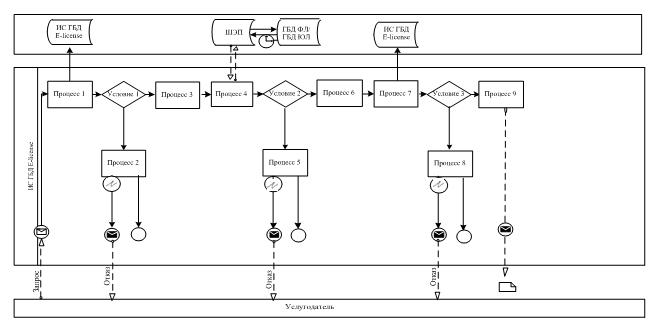 ИС ГБД
E-license
ШЭП
ГБД ФЛ/
ГБД ЮЛ
ИС ГБД
E-license
ИС ГБД E-license
Процесс 1
Условие 1
Процесс 3
Процесс 4
Условие 2
Процесс 6
Процесс 7
Условие 3
Процесс 9
Процесс 2
Процесс 5
Процесс 8
Запрос
Отказ
Отказ
Отказ
Услугодатель